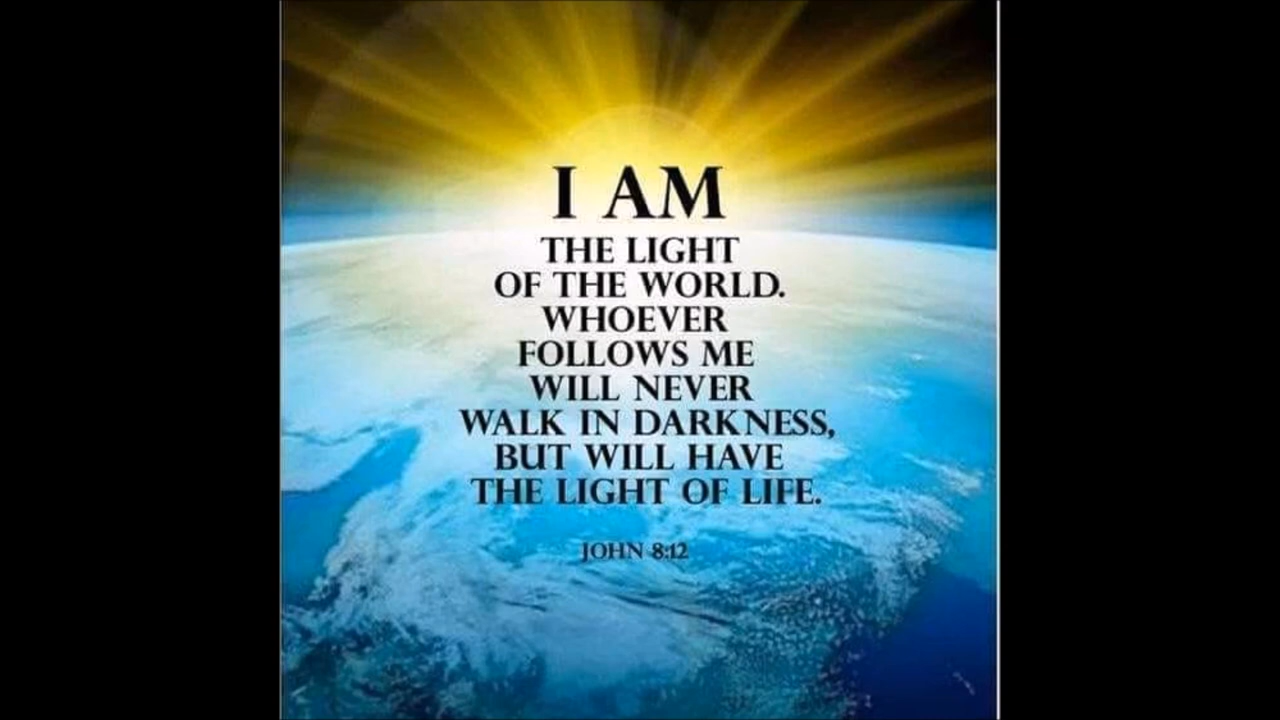 I AM
THE LIGHT
OF THE WORLD.
WHOEVER
FOLLOWS ME
WILL NEVER
WALK IN DARKNESS,
BUT WILL HAVE
THE LIGHT OF LIFE.
JOHN 8:12